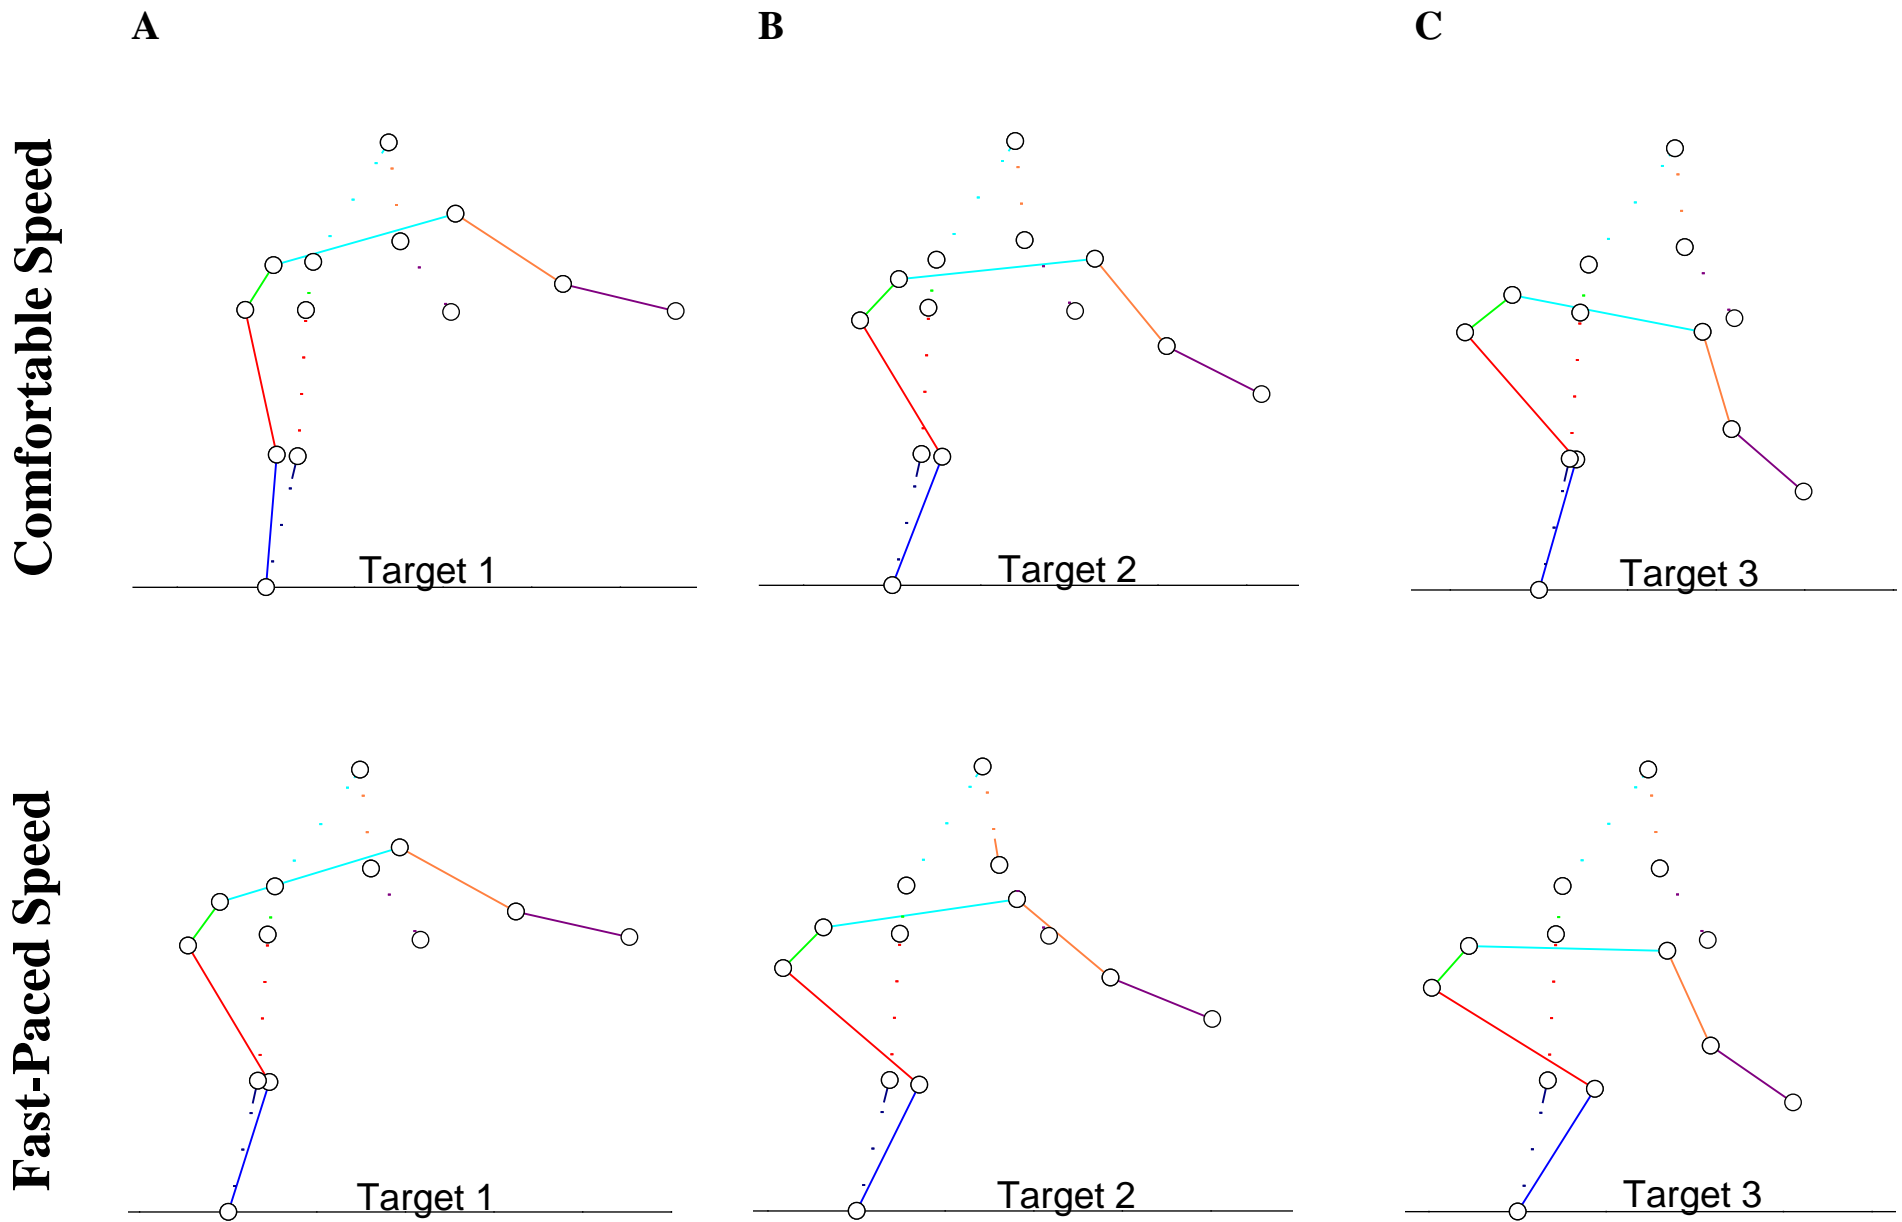 A
B
C
Comfortable Speed
Target 1
Target 2
Target 3
Fast-Paced Speed
Target 1
Target 2
Target 3